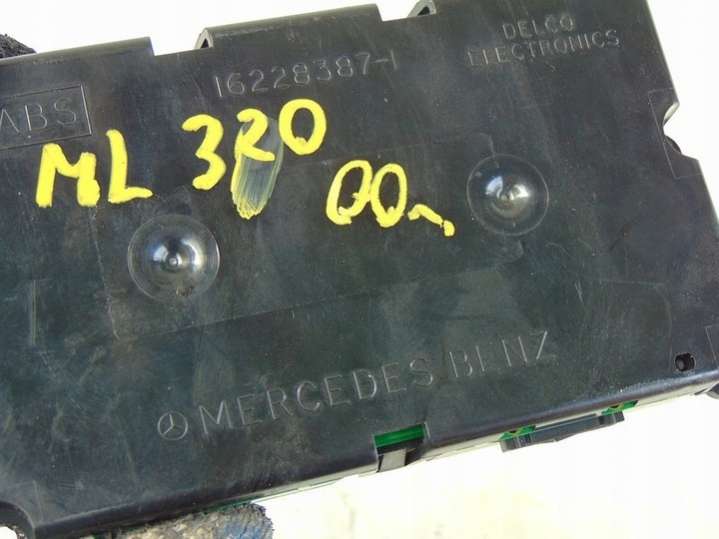 DELCO
ELECTRONICS
16228387-1
ABS
ML 320
00~.
MERCEDES BENZ